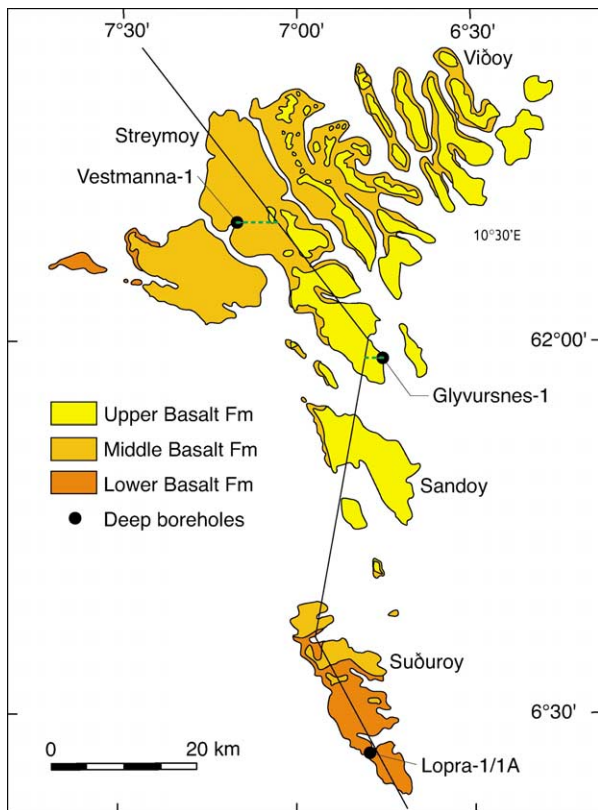 7°30' 7°00' 6°30'
Viðoy
Streymoy
Vestmanna-1
10°30'E
62°00'
Glyvursnes-1
Upper Basalt Fm
Middle Basalt Fm
Lower Basalt Fm
Deep boreholes
Sandoy
Suðuroy
6°30'
0 20 km
Lopra-1/1A